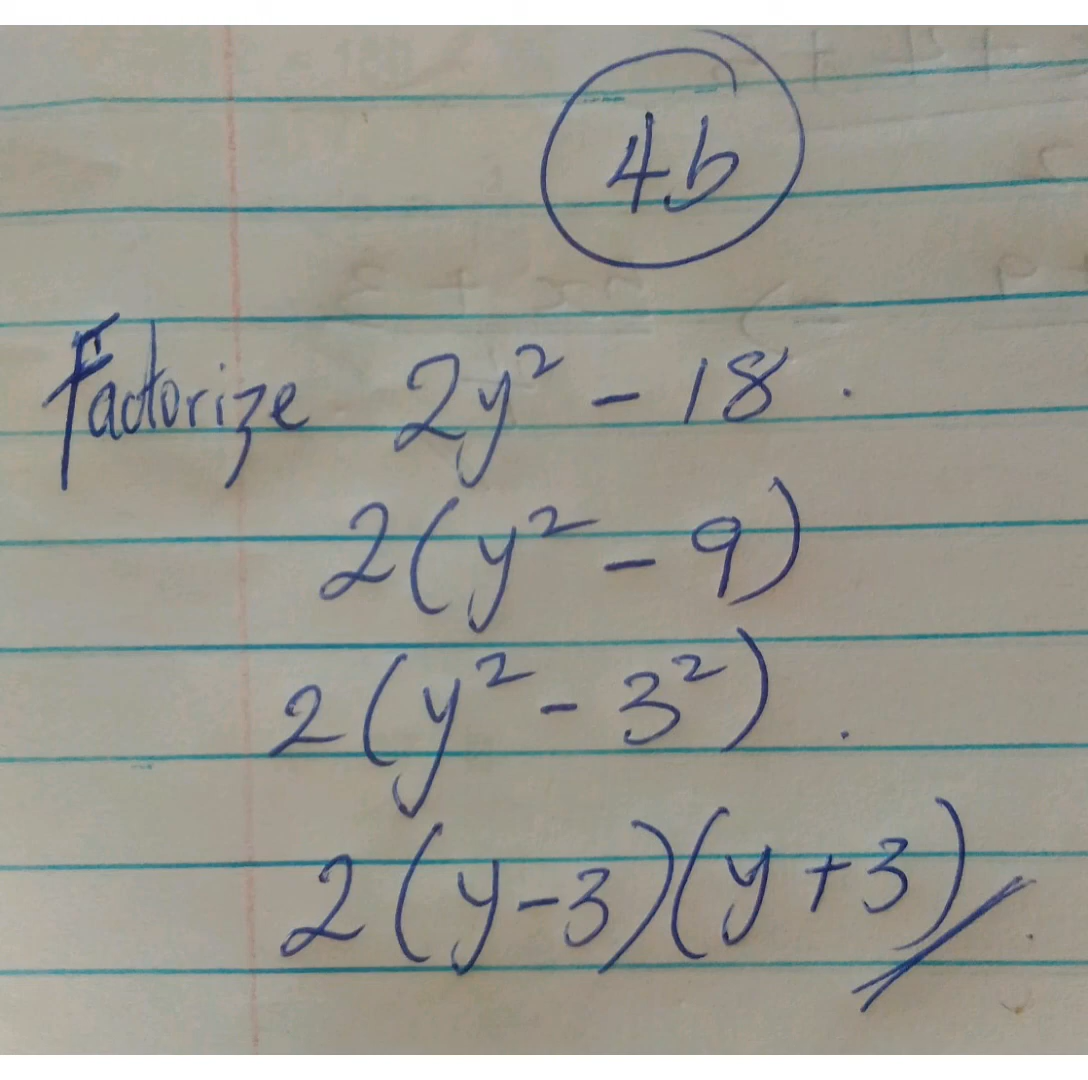 4b
Factorize 2y² - 18.
2(y² - 9)
2(y² - 3²).
2(y-3)(y+3)